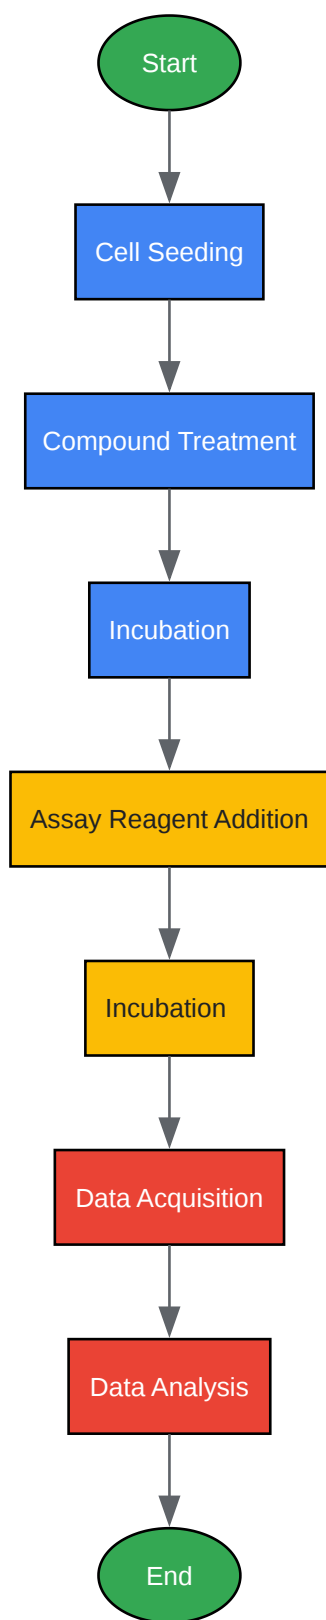 Start
Cell Seeding
Compound Treatment
Incubation
Assay Reagent Addition
Incubation
Data Acquisition
Data Analysis
End